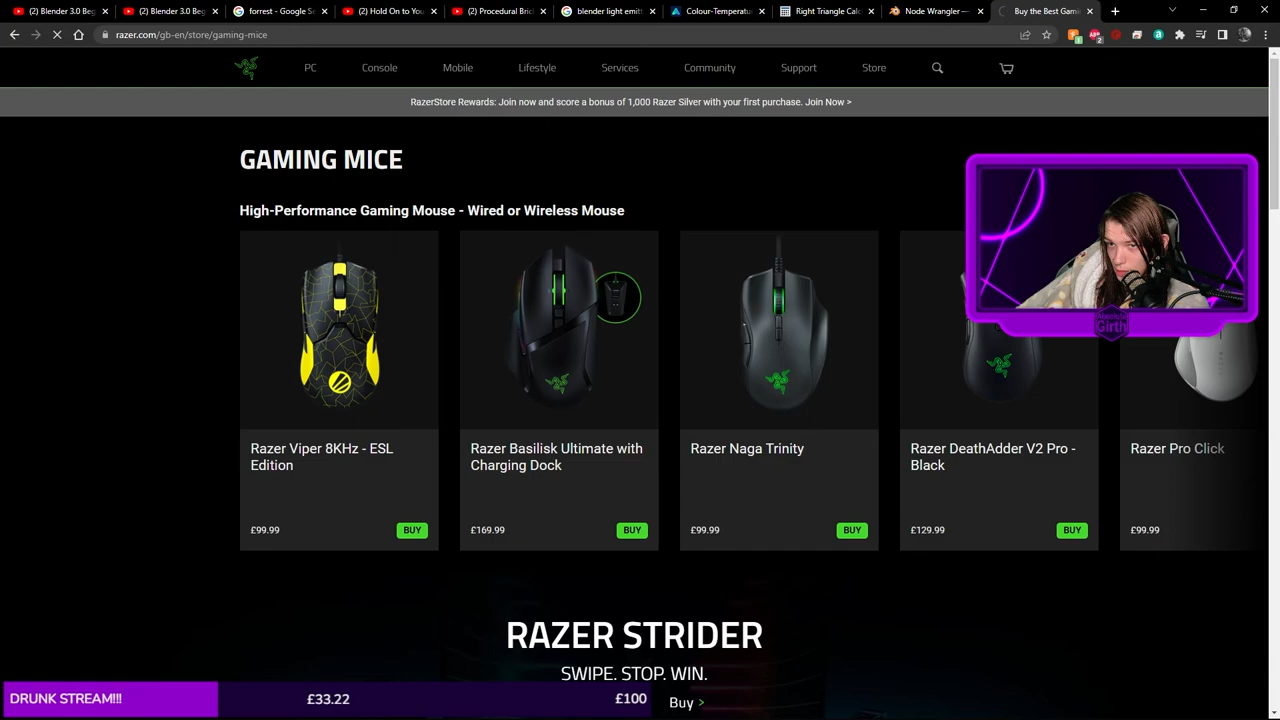 (2) Blender 3.0 Beg
(2) Blender 3.0 Beg
forrest - Google Se
(2) Hold On to You
(2) Procedural Bric
blender light emitt
Colour-Temperatu
Right Triangle Calc
Node Wrangler —
Buy the Best Gami
razer.com/gb-en/store/gaming-mice
PC
Console
Mobile
Lifestyle
Services
Community
Support
Store
RazerStore Rewards: Join now and score a bonus of 1,000 Razer Silver with your first purchase. Join Now >
GAMING MICE
High-Performance Gaming Mouse - Wired or Wireless Mouse
Razer Viper 8KHz - ESL
Edition
£99.99
BUY
Razer Basilisk Ultimate with
Charging Dock
£169.99
BUY
Razer Naga Trinity
£99.99
BUY
Razer DeathAdder V2 Pro -
Black
£129.99
BUY
Razer Pro Click
£99.99
Girth
RAZER STRIDER
SWIPE. STOP. WIN.
Buy >
DRUNK STREAM!!!
£33.22
£100